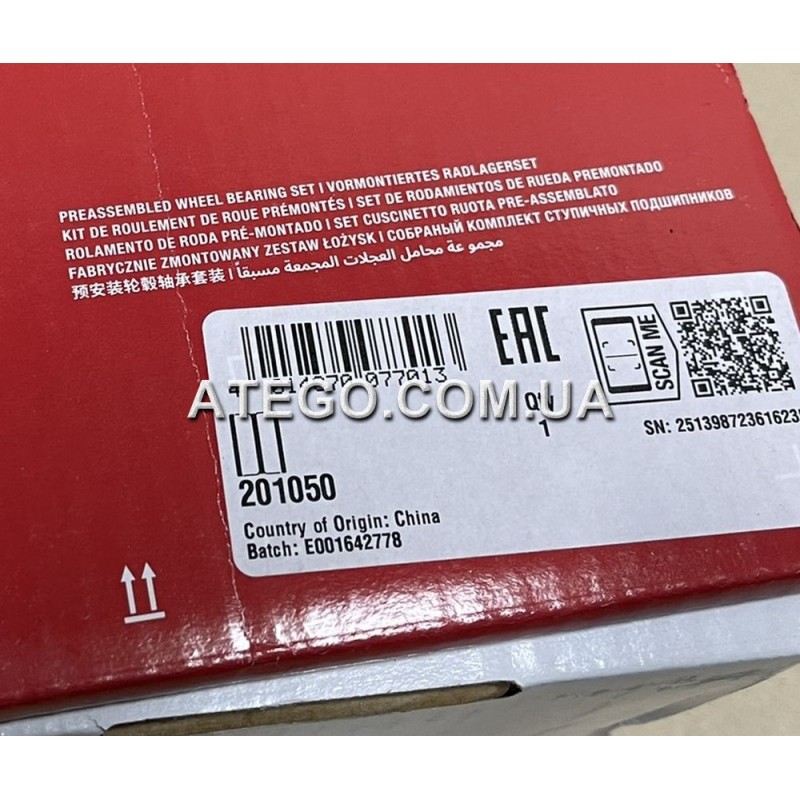 PREASSEMBLED WHEEL BEARING SET | VORMONTIERTES RADLAGERSET
KIT DE ROULEMENT DE ROUE PRÉMONTÉS | SET DE RODAMIENTOS DE RUEDA PREMONTADO
ROLAMENTO DE RODA PRÉ-MONTADO | SET CUSCINETTO RUOTA PRE-ASSEMBLATO
FABRYCZNIE ZMONTOWANY ZESTAW ŁOŻYSK | СОБРАНЫЙ КОМПЛЕКТ СТУПИЧНЫХ ПОДШИПНИКОВ
预安装轮毂轴承套装 | مجموعة محامل العجلات المجمعة مسبقاً
EAC
SCAN ME
077013
ATEGO.COM.UA
1
SN: 2513987236162
201050
Country of Origin: China
Batch: E001642778